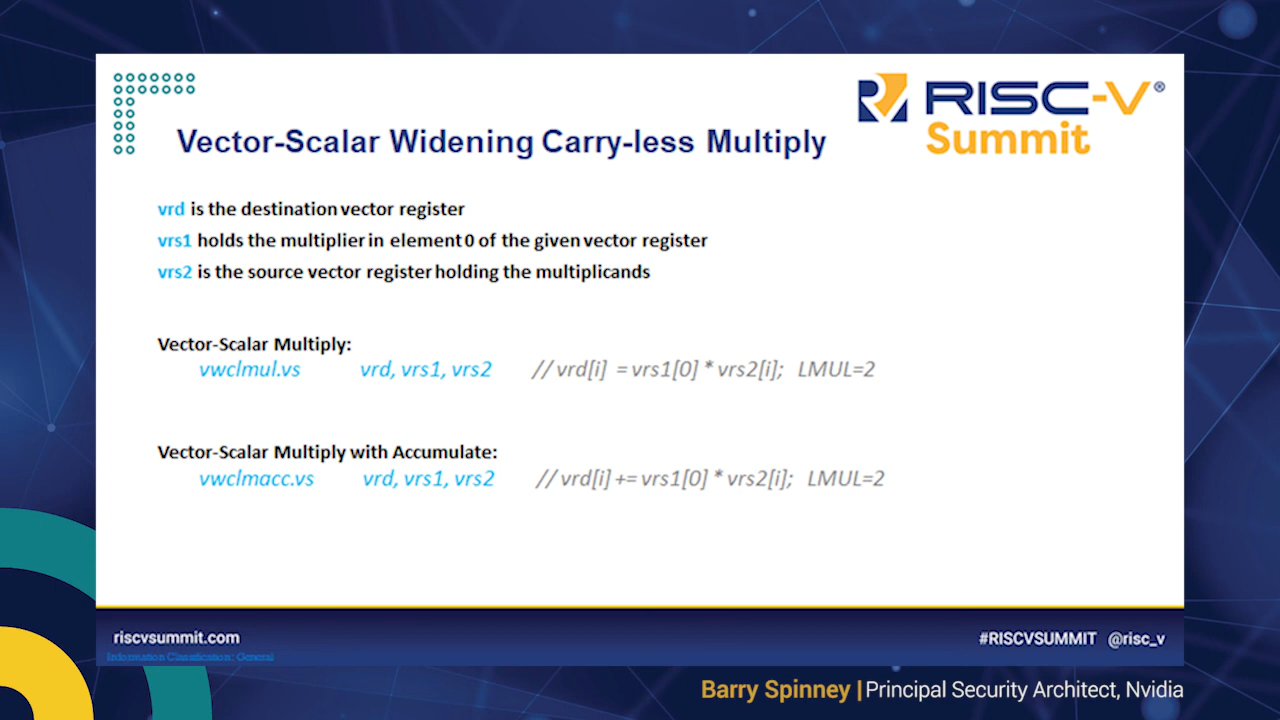 RISC-V®
Summit
Vector-Scalar Widening Carry-less Multiply
vrd is the destination vector register
vrs1 holds the multiplier in element 0 of the given vector register
vrs2 is the source vector register holding the multiplicands
Vector-Scalar Multiply:
vwclmul.vs vrd, vrs1, vrs2 // vrd[i] = vrs1[0] * vrs2[i]; LMUL=2
Vector-Scalar Multiply with Accumulate:
vwclmacc.vs vrd, vrs1, vrs2 // vrd[i] += vrs1[0] * vrs2[i]; LMUL=2
riscvsummit.com #RISCVSUMMIT @risc_v
Information Classification: General
Barry Spinney | Principal Security Architect, Nvidia